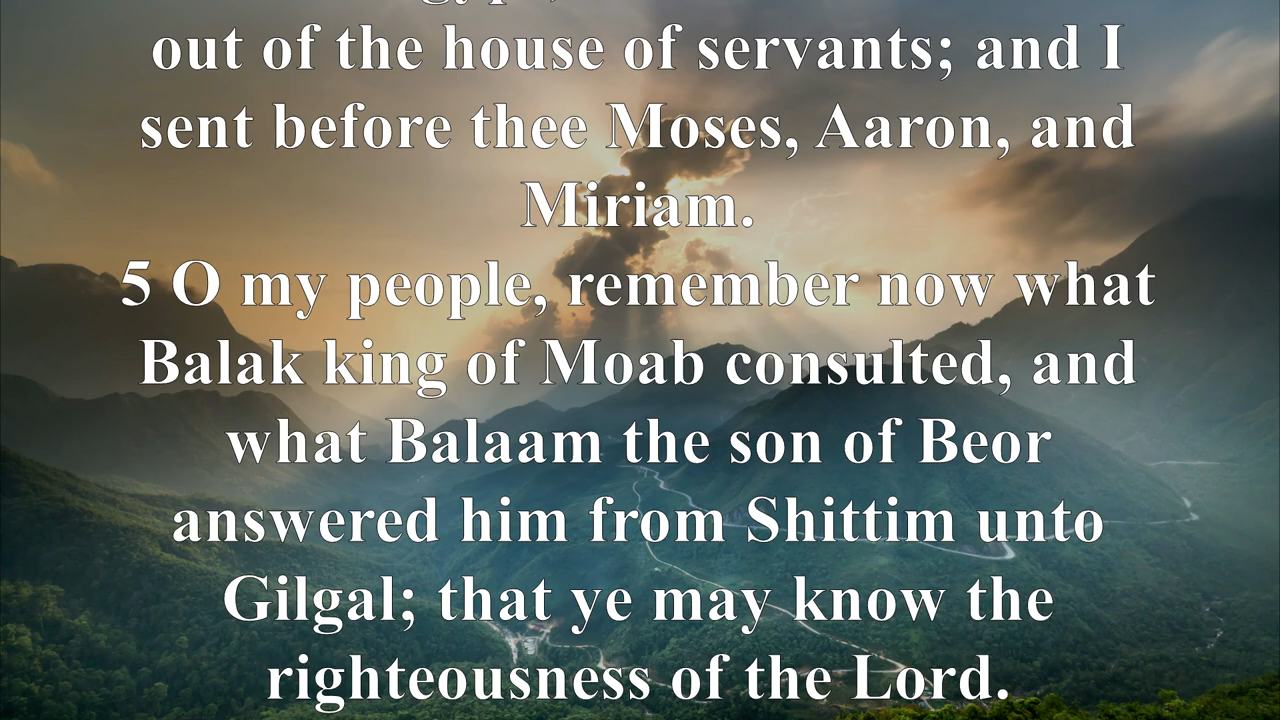 out of the house of servants; and I
sent before thee Moses, Aaron, and
Miriam.
5 O my people, remember now what
Balak king of Moab consulted, and
what Balaam the son of Beor
answered him from Shittim unto
Gilgal; that ye may know the
righteousness of the Lord.